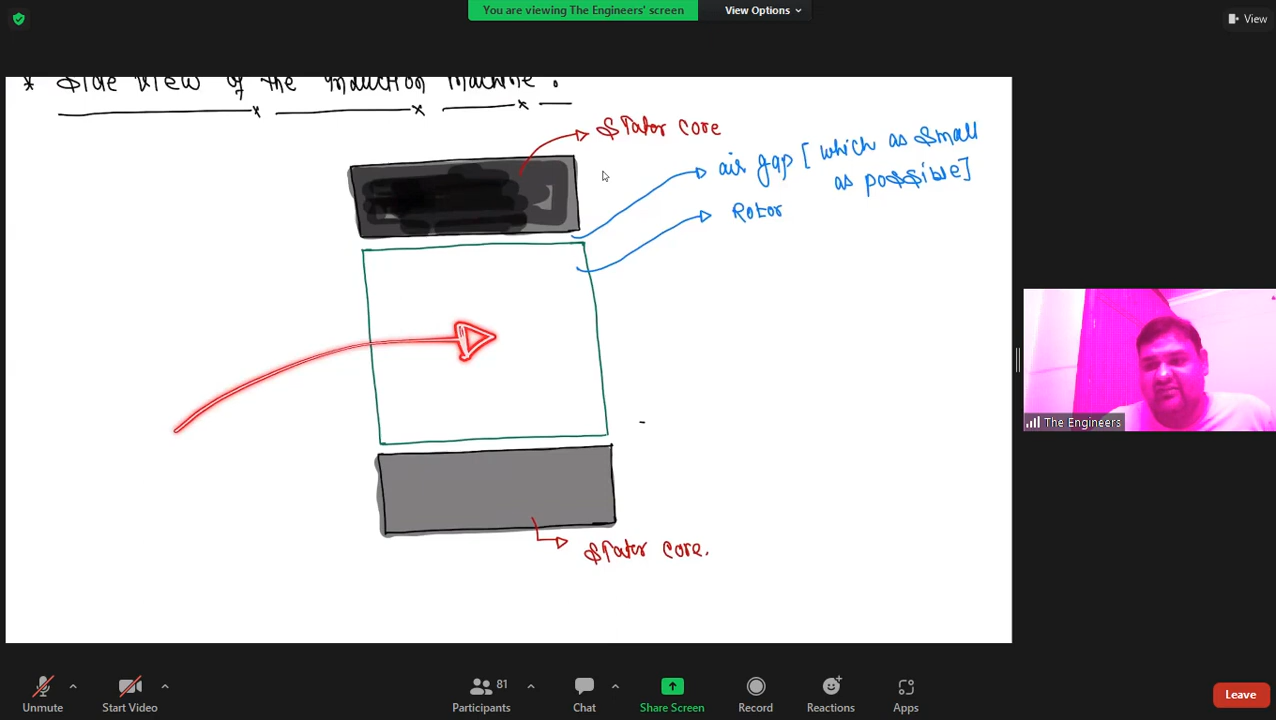 You are viewing The Engineers' screen
View Options
View
* Side view of the Induction Machine :
Stator core
air gap [which as small
as possible]
Rotor
The Engineers
Stator core.
Unmute
Start Video
81
Participants
Chat
Share Screen
Record
Reactions
Apps
Leave